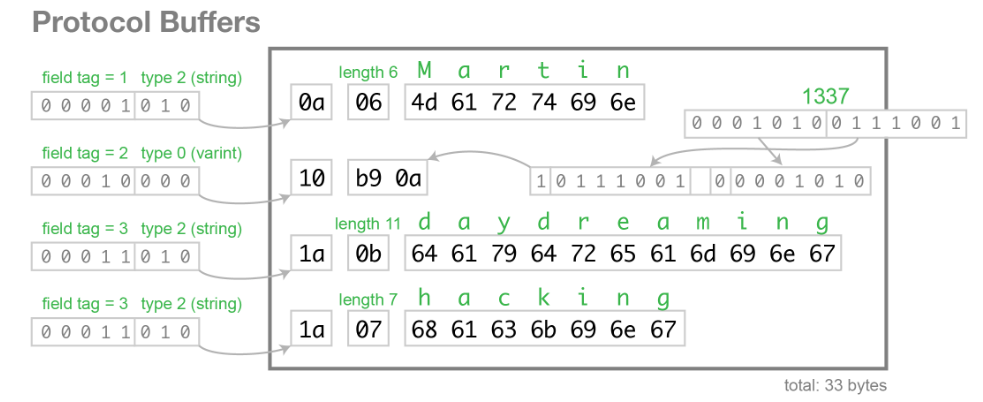 Protocol Buffers
field tag = 1 type 2 (string)
0 0 0 0 1 0 1 0
0a
length 6
06
M a r t i n
4d 61 72 74 69 6e
1337
0 0 0 1 0 1 0 0 1 1 1 0 0 1
field tag = 2 type 0 (varint)
0 0 0 1 0 0 0 0
10
b9 0a
1 0 1 1 1 0 0 1 0 0 0 0 1 0 1 0
field tag = 3 type 2 (string)
0 0 0 1 1 0 1 0
1a
length 11
0b
d a y d r e a m i n g
64 61 79 64 72 65 61 6d 69 6e 67
field tag = 3 type 2 (string)
0 0 0 1 1 0 1 0
1a
length 7
07
h a c k i n g
68 61 63 6b 69 6e 67
total: 33 bytes